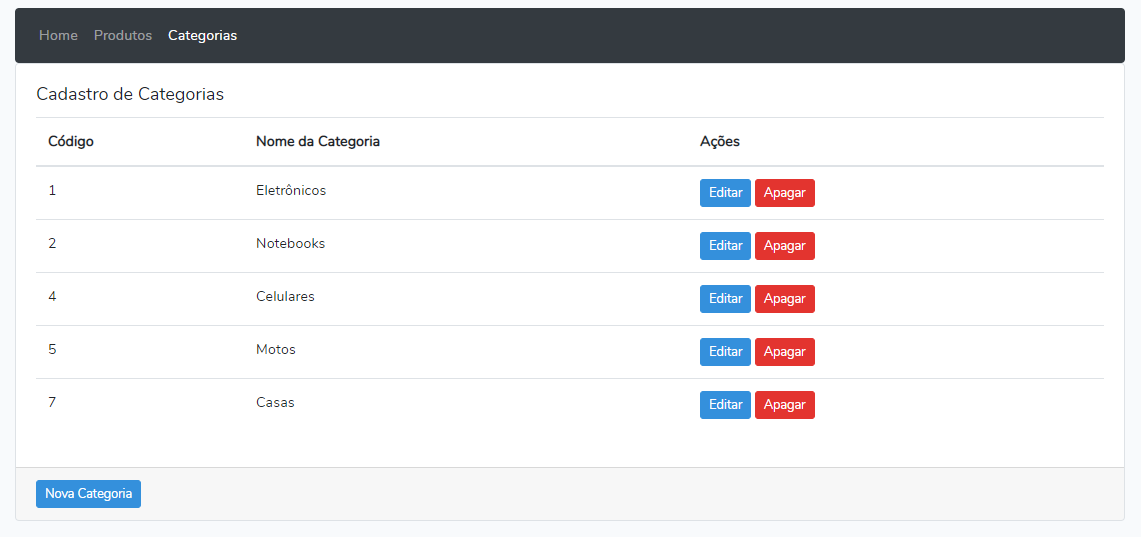 Home Produtos Categorias
Cadastro de Categorias
Código Nome da Categoria Ações
1 Eletrônicos Editar Apagar
2 Notebooks Editar Apagar
4 Celulares Editar Apagar
5 Motos Editar Apagar
7 Casas Editar Apagar
Nova Categoria